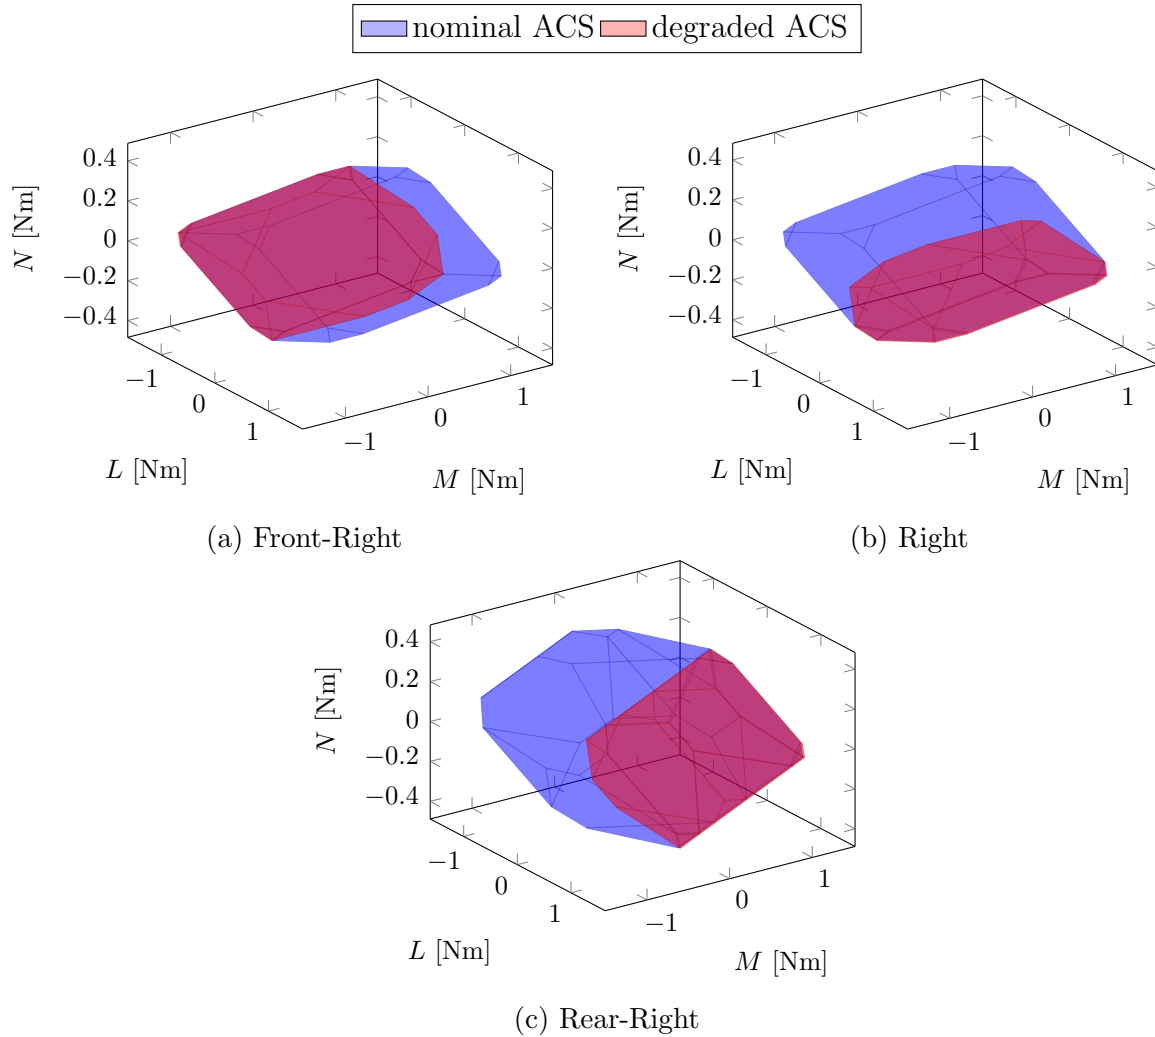 nominal ACS degraded ACS
0.4
0.2
0
−0.2
−0.4
N [Nm]
−1
0
1
L [Nm]
−1
0
1
M [Nm]
(a) Front-Right
0.4
0.2
0
−0.2
−0.4
N [Nm]
−1
0
1
L [Nm]
−1
0
1
M [Nm]
(b) Right
0.4
0.2
0
−0.2
−0.4
N [Nm]
−1
0
1
L [Nm]
−1
0
1
M [Nm]
(c) Rear-Right